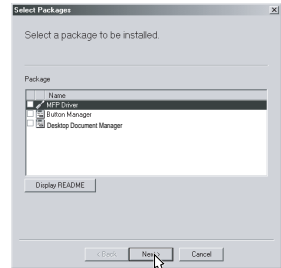 Select Packages
Select a package to be installed.
Package
Name
MFP Driver
Button Manager
Desktop Document Manager
Display README
<Back
Next>
Cancel